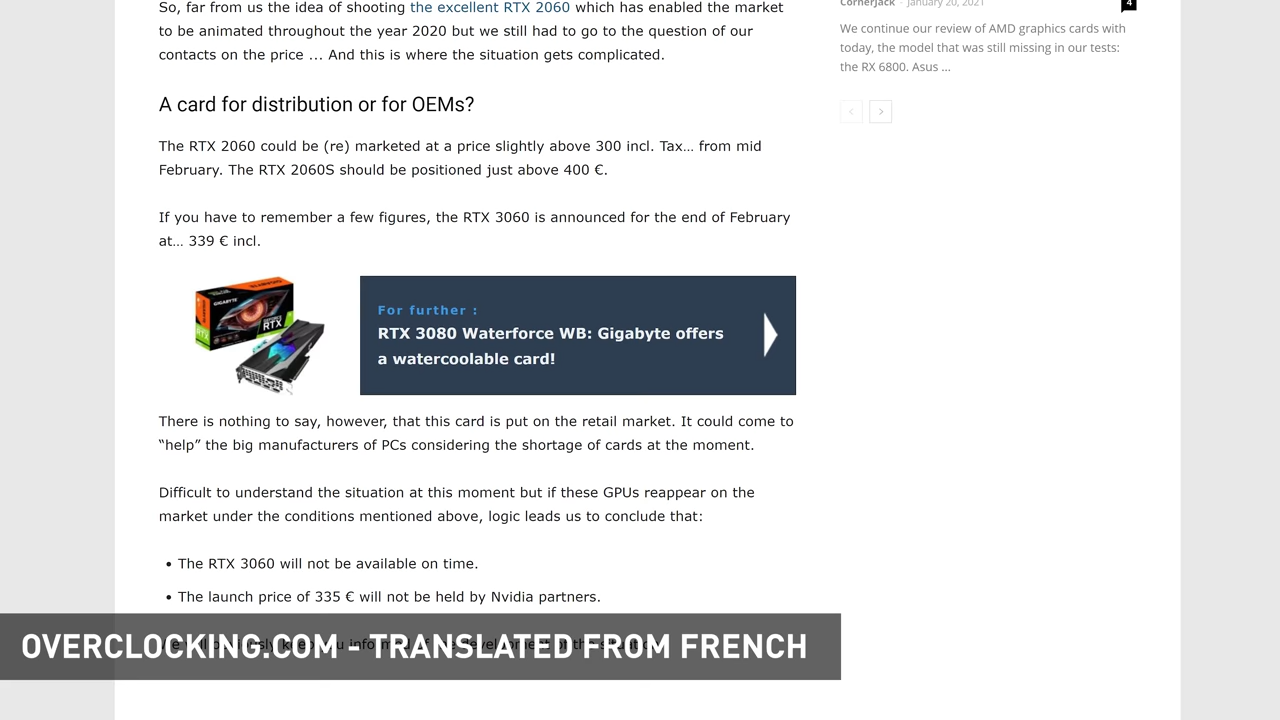 So, far from us the idea of shooting the excellent RTX 2060 which has enabled the market
to be animated throughout the year 2020 but we still had to go to the question of our
contacts on the price ... And this is where the situation gets complicated.
A card for distribution or for OEMs?
The RTX 2060 could be (re) marketed at a price slightly above 300 incl. Tax… from mid
February. The RTX 2060S should be positioned just above 400 €.
If you have to remember a few figures, the RTX 3060 is announced for the end of February
at… 339 € incl.
GIGABYTE
RTX
For further :
RTX 3080 Waterforce WB: Gigabyte offers
a watercoolable card!
There is nothing to say, however, that this card is put on the retail market. It could come to
“help” the big manufacturers of PCs considering the shortage of cards at the moment.
Difficult to understand the situation at this moment but if these GPUs reappear on the
market under the conditions mentioned above, logic leads us to conclude that:
• The RTX 3060 will not be available on time.
• The launch price of 335 € will not be held by Nvidia partners.
OVERCLOCKING.COM - TRANSLATED FROM FRENCH
Cornerjack - January 20, 2021
4
We continue our review of AMD graphics cards with
today, the model that was still missing in our tests:
the RX 6800. Asus ...